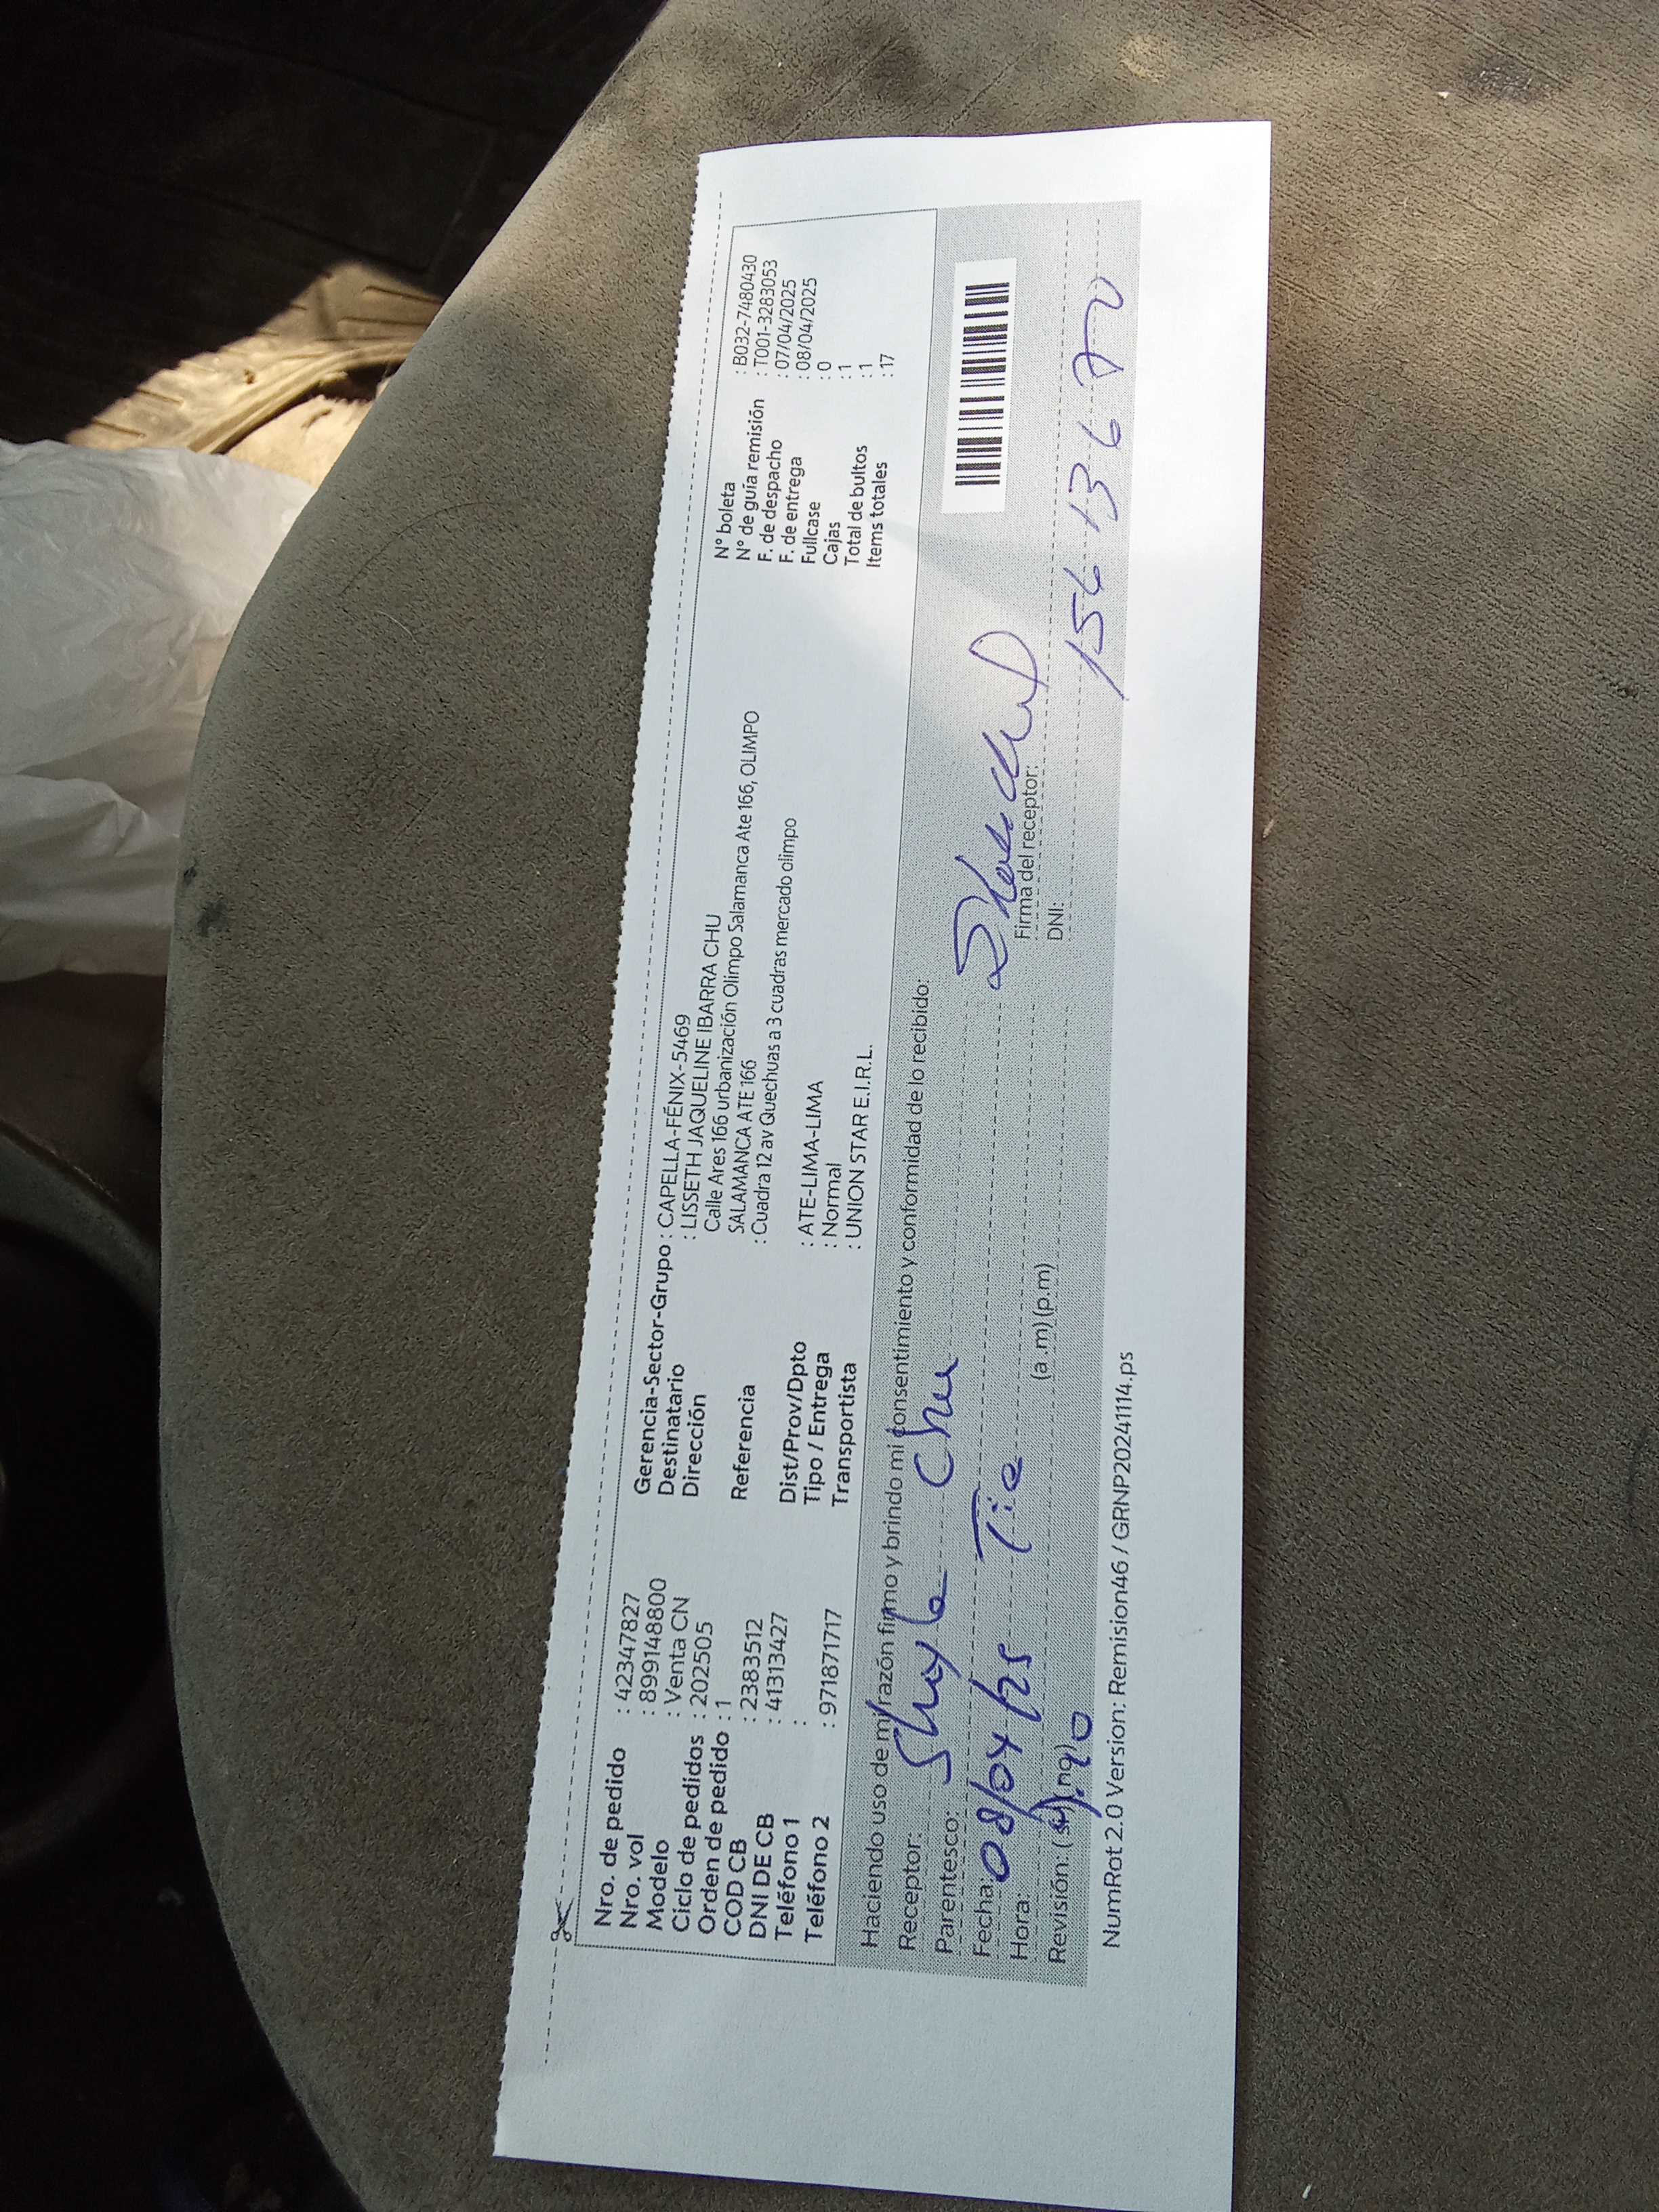 Nro. de pedido : 42347827
Nro. vol : 8991488800
Modelo : Venta CN
Ciclo de pedidos : 202505
Orden de pedido : 1
COD CB : 2383512
DNI DE CB : 41313427
Teléfono 1 :
Teléfono 2 : 971871717
Gerencia-Sector-Grupo : CAPELLA-FÉNIX-5469
Destinatario : LISSETH JAQUELINE IBARRA CHU
Dirección Calle Ares 166 urbanización Olimpo Salamanca Ate 166, OLIMPO
SALAMANCA ATE 166
Referencia : Cuadra 12 av Quechuas a 3 cuadras mercado olimpo
Dist/Prov/Dpto : ATE-LIMA-LIMA
Tipo / Entrega : Normal
Transportista : UNION STAR E.I.R.L.
N° boleta : B032-7480430
N° de guía remisión : T001-3283053
F. de despacho : 07/04/2025
F. de entrega : 08/04/2025
Fullcase : 0
Cajas : 1
Total de bultos : 1
Items totales : 17
Haciendo uso de mi razón firmo y brindo mi consentimiento y conformidad de lo recibido:
Receptor: Chu
Parentesco: Tia
Fecha: 08/04/25
Hora: (a .m) (p.m)
Revisión: (si) (no)
Firma del receptor:
DNI:
NumRot 2.0 Version: Remision46 / GRNP20241114.ps